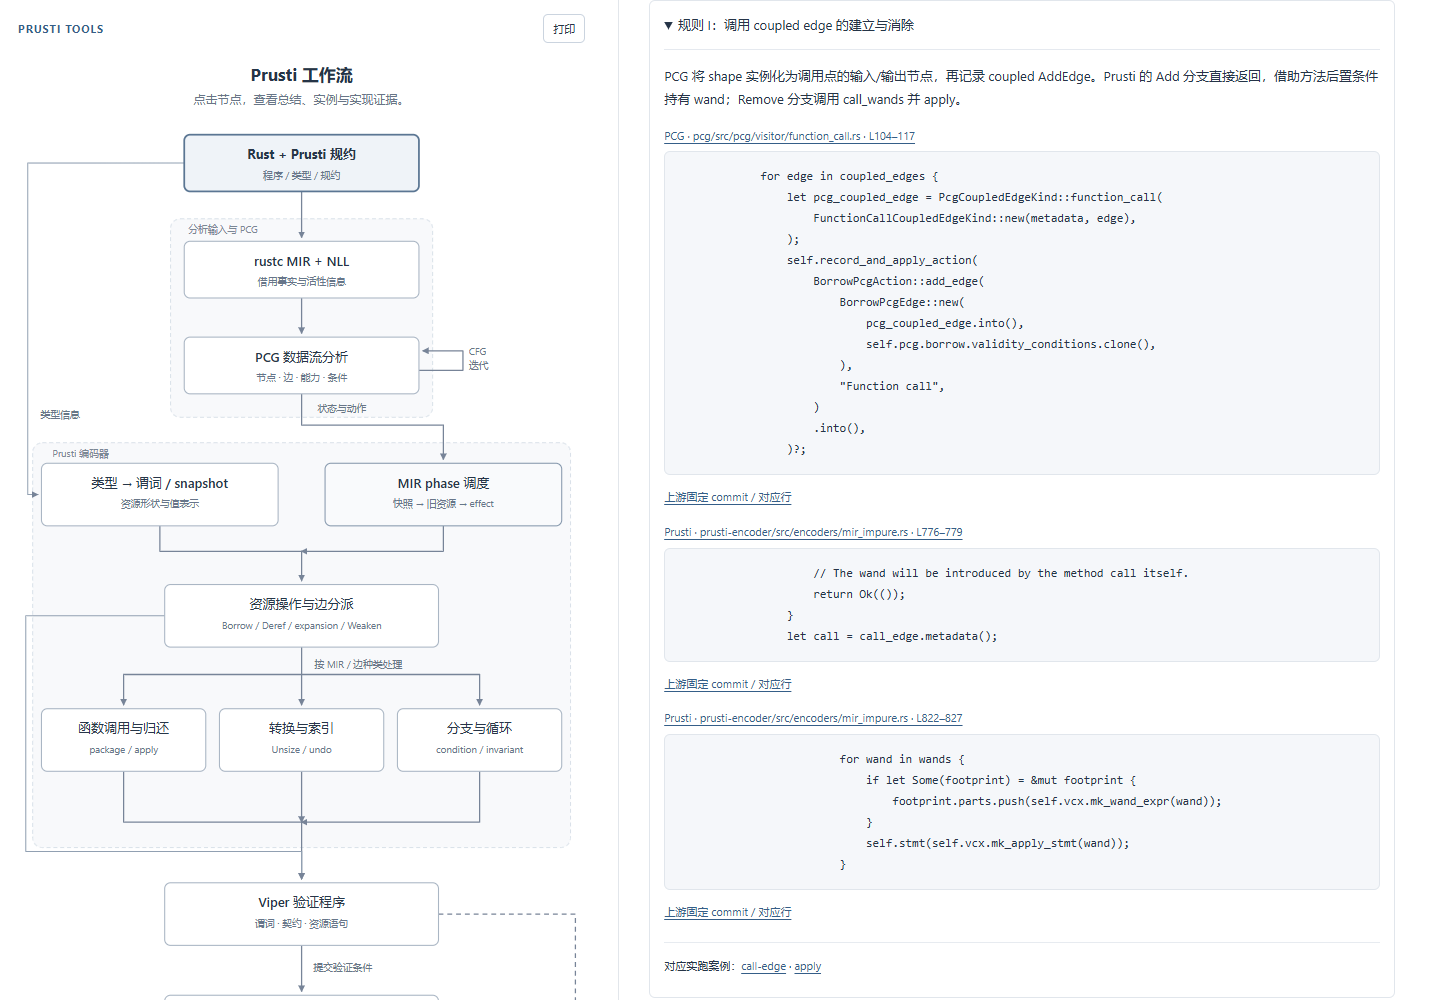 PRUSTI TOOLS
打印
Prusti 工作流
点击节点，查看总结、实例与实现证据。
Rust + Prusti 规约
程序 / 类型 / 规约
分析输入与 PCG
rustc MIR + NLL
借用事实与活性信息
PCG 数据流分析
节点 · 边 · 能力 · 条件
CFG
迭代
状态与动作
类型信息
Prusti 编码器
类型 → 谓词 / snapshot
资源形状与值表示
MIR phase 调度
快照 → 旧资源 → effect
资源操作与边分派
Borrow / Deref / expansion / Weaken
按 MIR / 边种类处理
函数调用与归还
package / apply
转换与索引
Unsize / undo
分支与循环
condition / invariant
Viper 验证程序
谓词 · 契约 · 资源语句
提交验证条件
▼ 规则 I：调用 coupled edge 的建立与消除
PCG 将 shape 实例化为调用点的输入/输出节点，再记录 coupled AddEdge。Prusti 的 Add 分支直接返回，借助方法后置条件
持有 wand；Remove 分支调用 call_wands 并 apply。
PCG · pcg/src/pcg/visitor/function_call.rs · L104–117
for edge in coupled_edges {
    let pcg_coupled_edge = PcgCoupledEdgeKind::function_call(
        FunctionCallCoupledEdgeKind::new(metadata, edge),
    );
    self.record_and_apply_action(
        BorrowPcgAction::add_edge(
            BorrowPcgEdge::new(
                pcg_coupled_edge.into(),
                self.pcg.borrow.validity_conditions.clone(),
            ),
            "Function call",
        )
        .into(),
    )?;
上游固定 commit / 对应行
Prusti · prusti-encoder/src/encoders/mir_impure.rs · L776–779
    // The wand will be introduced by the method call itself.
    return Ok(());
}
let call = call_edge.metadata();
上游固定 commit / 对应行
Prusti · prusti-encoder/src/encoders/mir_impure.rs · L822–827
for wand in wands {
    if let Some(footprint) = &mut footprint {
        footprint.parts.push(self.vcx.mk_wand_expr(wand));
    }
    self.stmt(self.vcx.mk_apply_stmt(wand));
}
上游固定 commit / 对应行
对应实跑案例：call-edge · apply